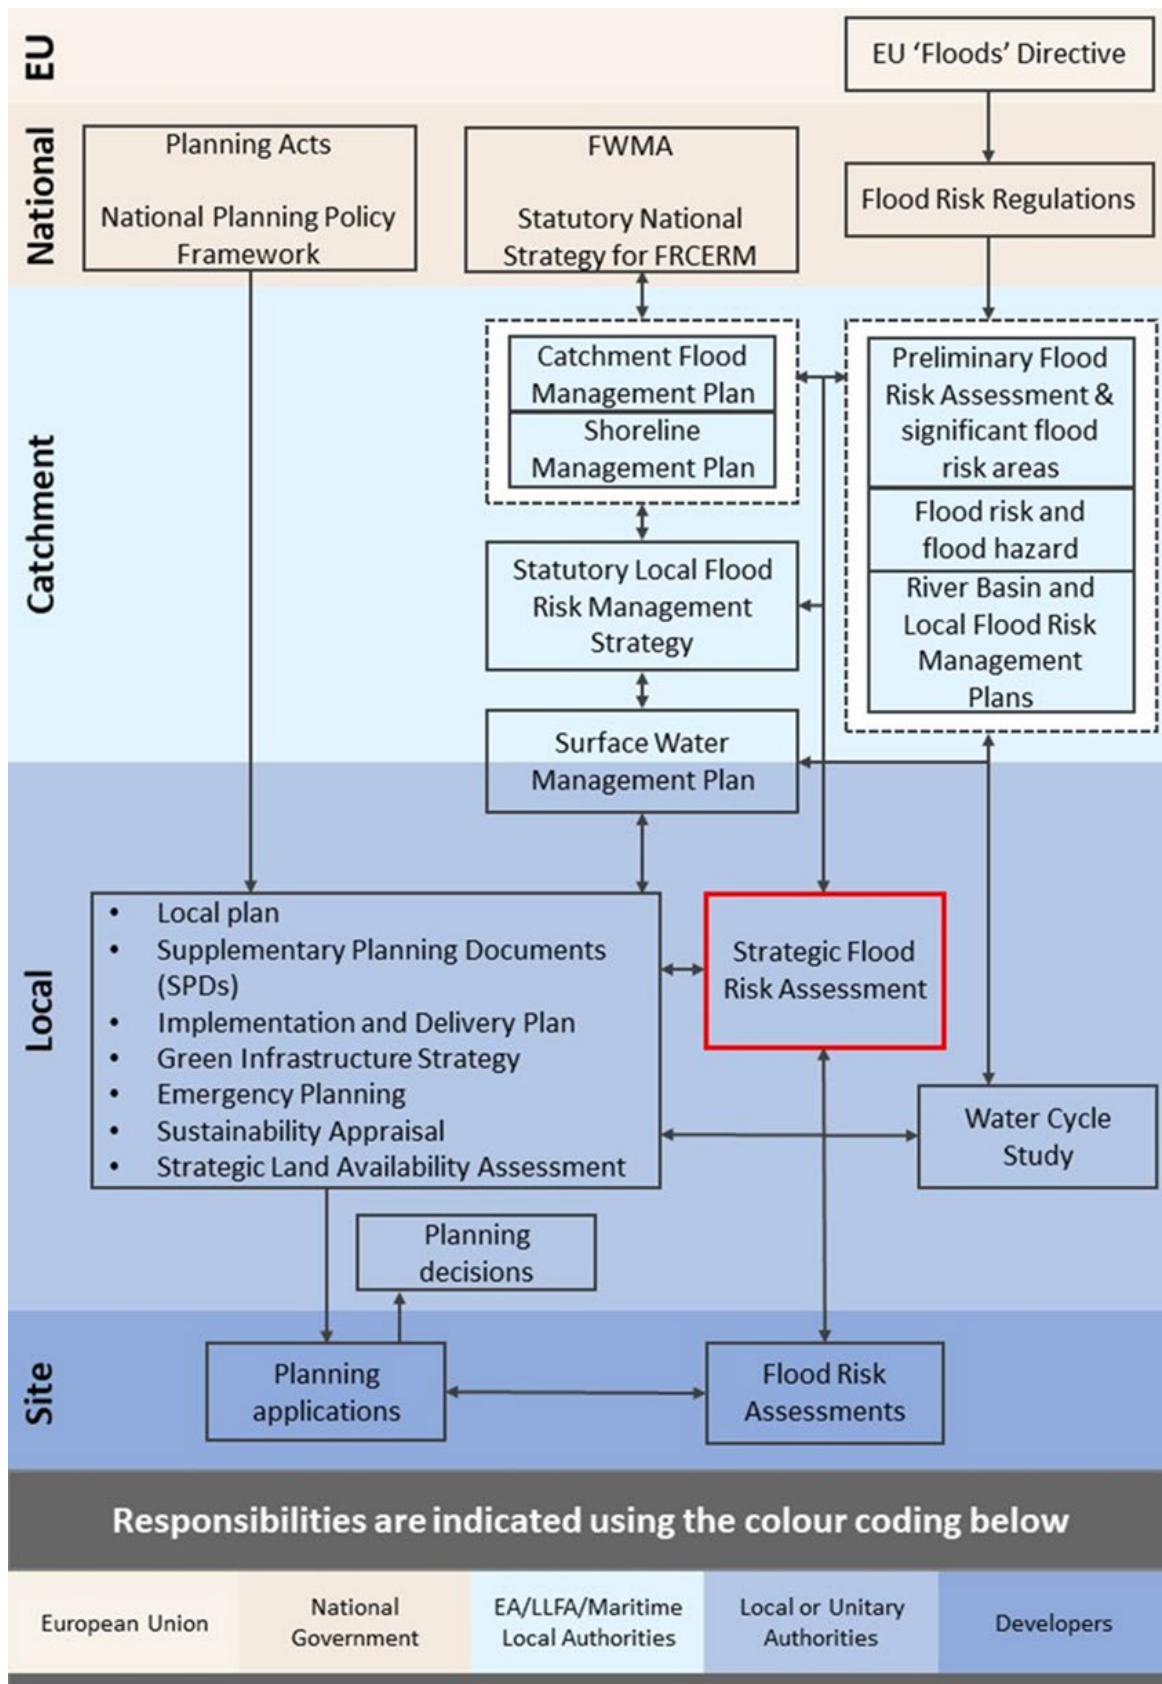 EU
EU ‘Floods’ Directive
National
Planning Acts
National Planning Policy
Framework
FWMA
Statutory National
Strategy for FRCERM
Flood Risk Regulations
Catchment
Catchment Flood
Management Plan
Shoreline
Management Plan
Preliminary Flood
Risk Assessment &
significant flood
risk areas
Flood risk and
flood hazard
River Basin and
Local Flood Risk
Management
Plans
Statutory Local Flood
Risk Management
Strategy
Surface Water
Management Plan
Local
• Local plan
• Supplementary Planning Documents
(SPDs)
• Implementation and Delivery Plan
• Green Infrastructure Strategy
• Emergency Planning
• Sustainability Appraisal
• Strategic Land Availability Assessment
Strategic Flood
Risk Assessment
Water Cycle
Study
Planning
decisions
Site
Planning
applications
Flood Risk
Assessments
Responsibilities are indicated using the colour coding below
European Union
National
Government
EA/LLFA/Maritime
Local Authorities
Local or Unitary
Authorities
Developers